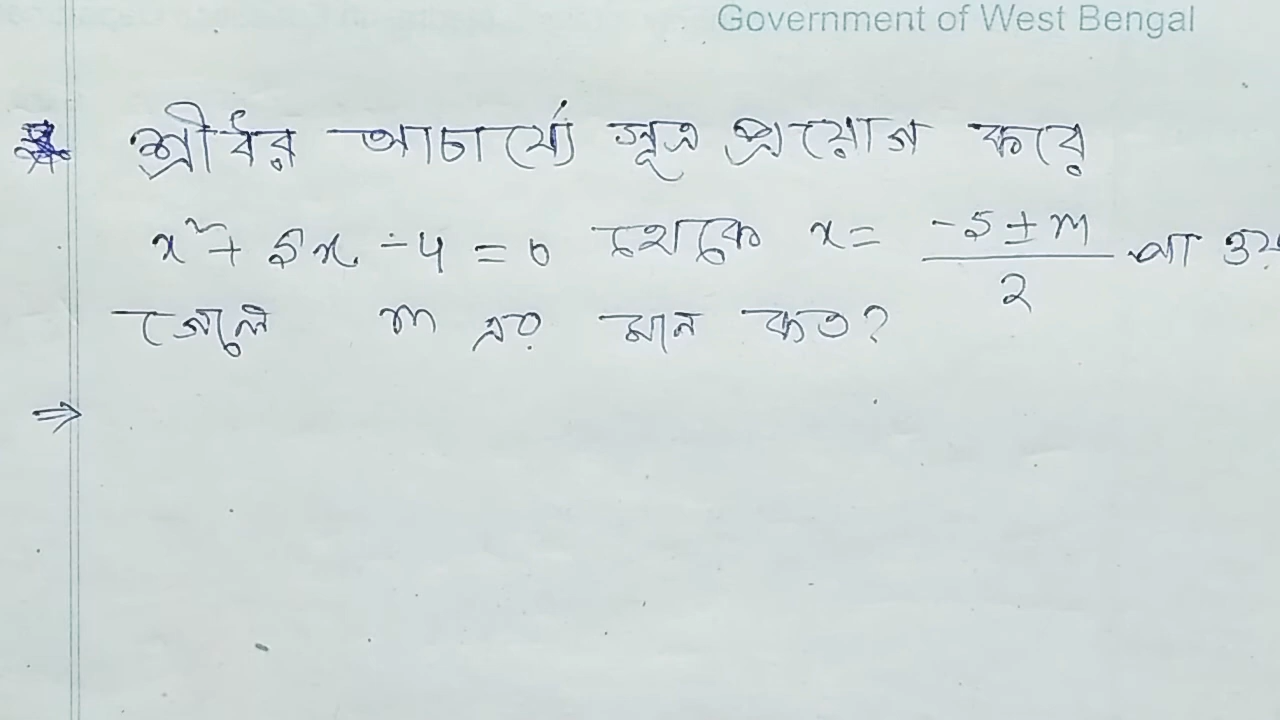 Government of West Bengal
শ্রীধর আচার্য্যে সূত্র প্রয়োগ করে
x² + 5x - 4 = 0 থেকে x = (-5 ± m)/2 পাওয়া
গেলে m এর মান কত?
⇒